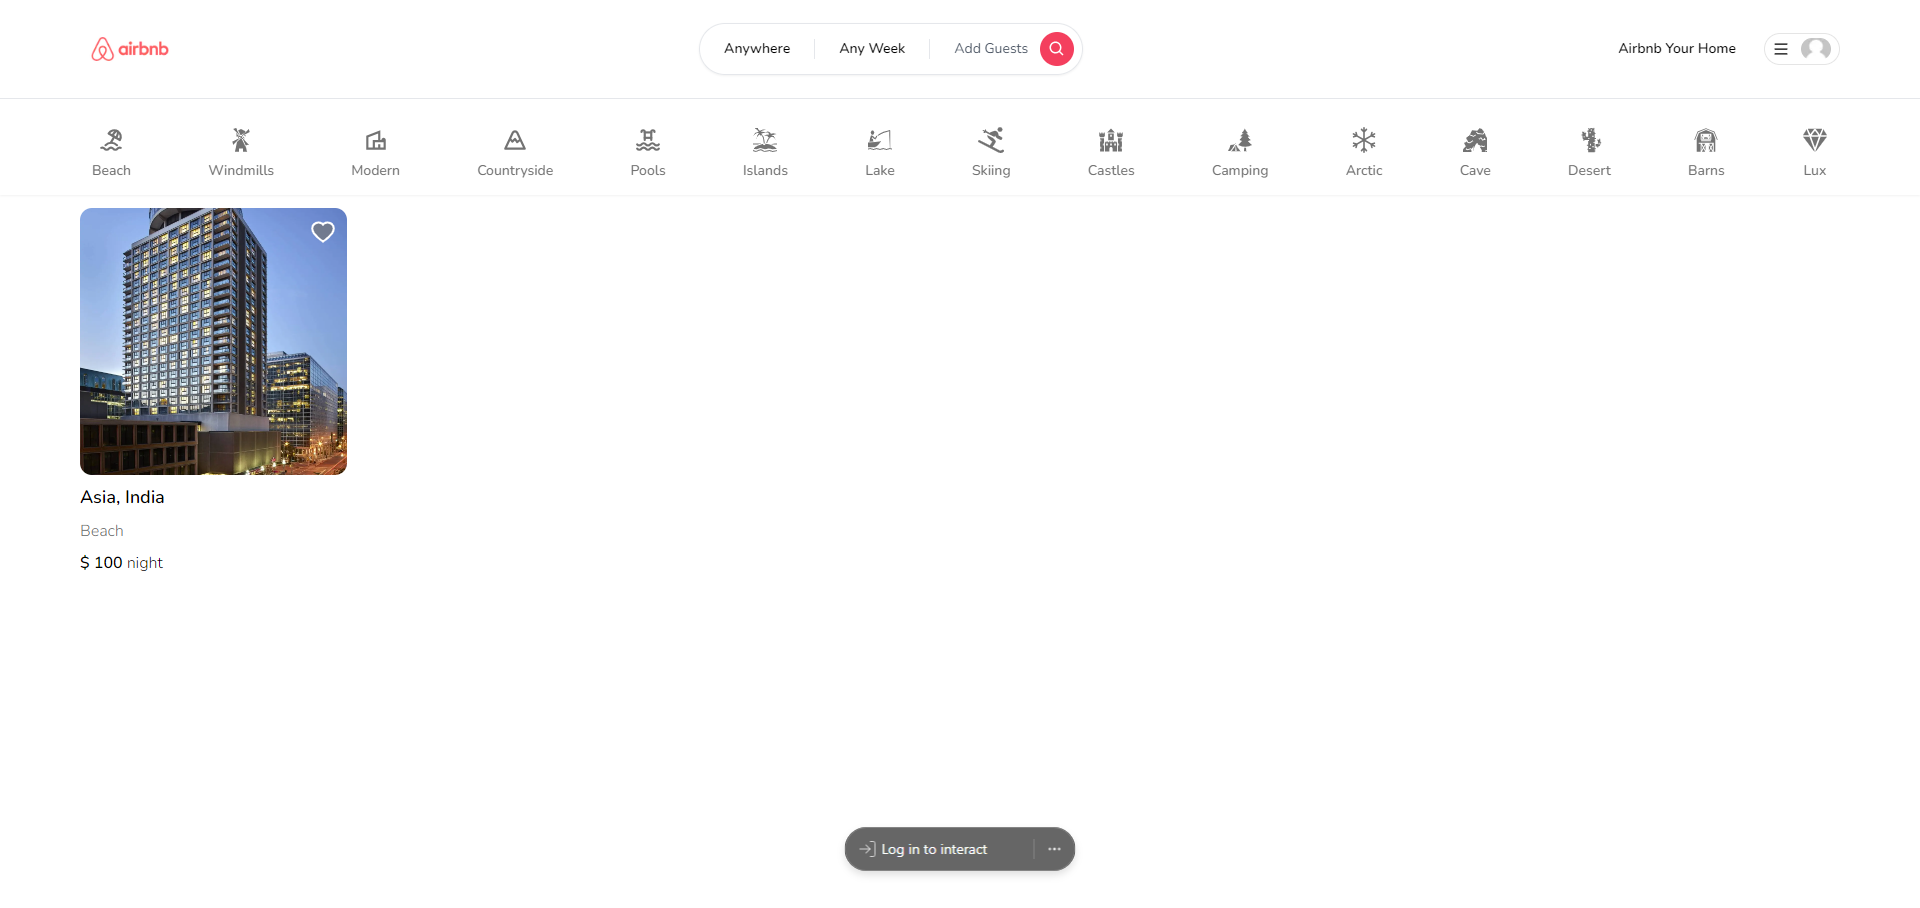 airbnb
Anywhere
Any Week
Add Guests
Airbnb Your Home
Beach
Windmills
Modern
Countryside
Pools
Islands
Lake
Skiing
Castles
Camping
Arctic
Cave
Desert
Barns
Lux
Asia, India
Beach
$ 100 night
Log in to interact